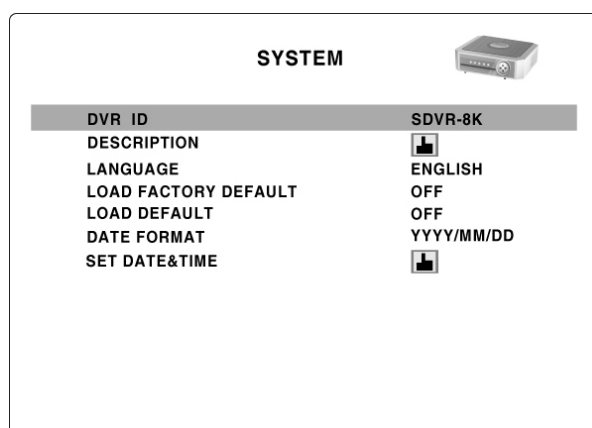 SYSTEM
DVR ID SDVR-8K
DESCRIPTION
LANGUAGE ENGLISH
LOAD FACTORY DEFAULT OFF
LOAD DEFAULT OFF
DATE FORMAT YYYY/MM/DD
SET DATE&TIME